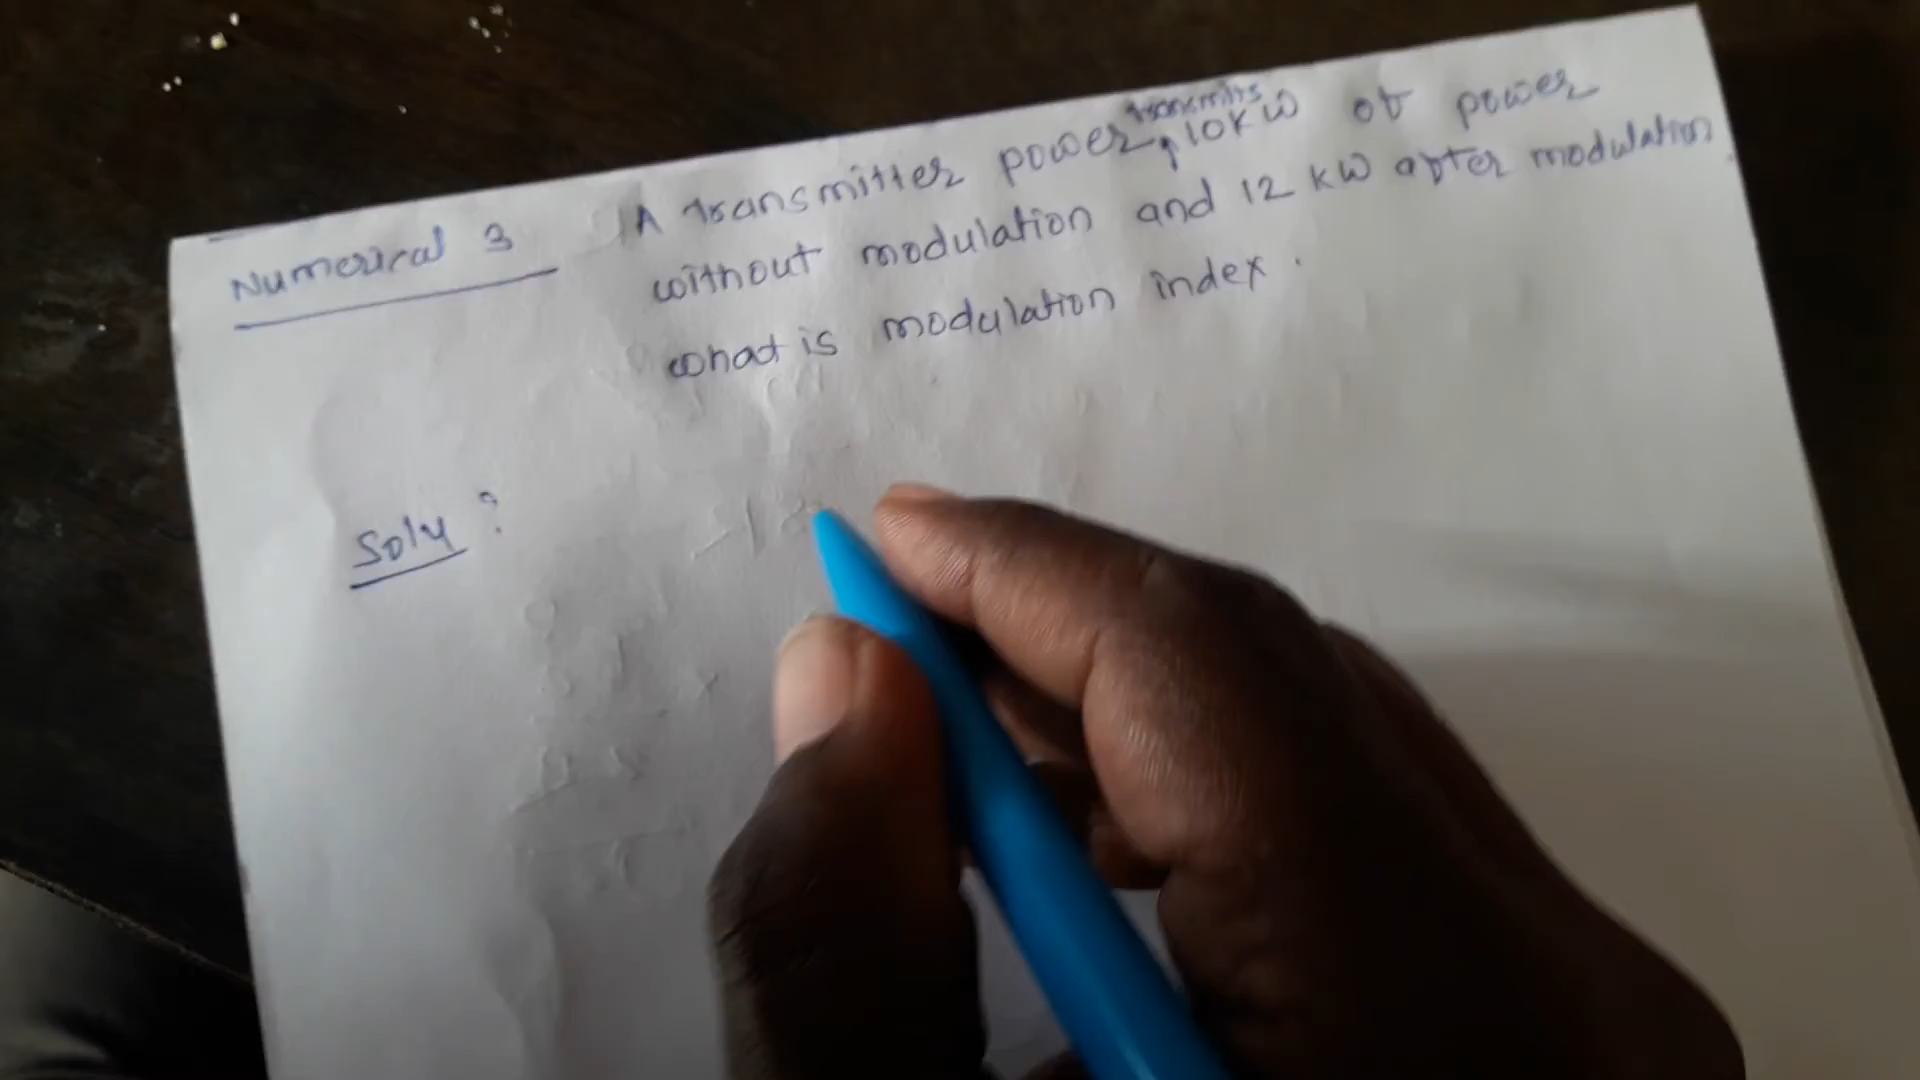 Numerical 3 A transmitter power transmits 10KW of power
without modulation and 12 KW after modulation.
what is modulation index.
Soly: